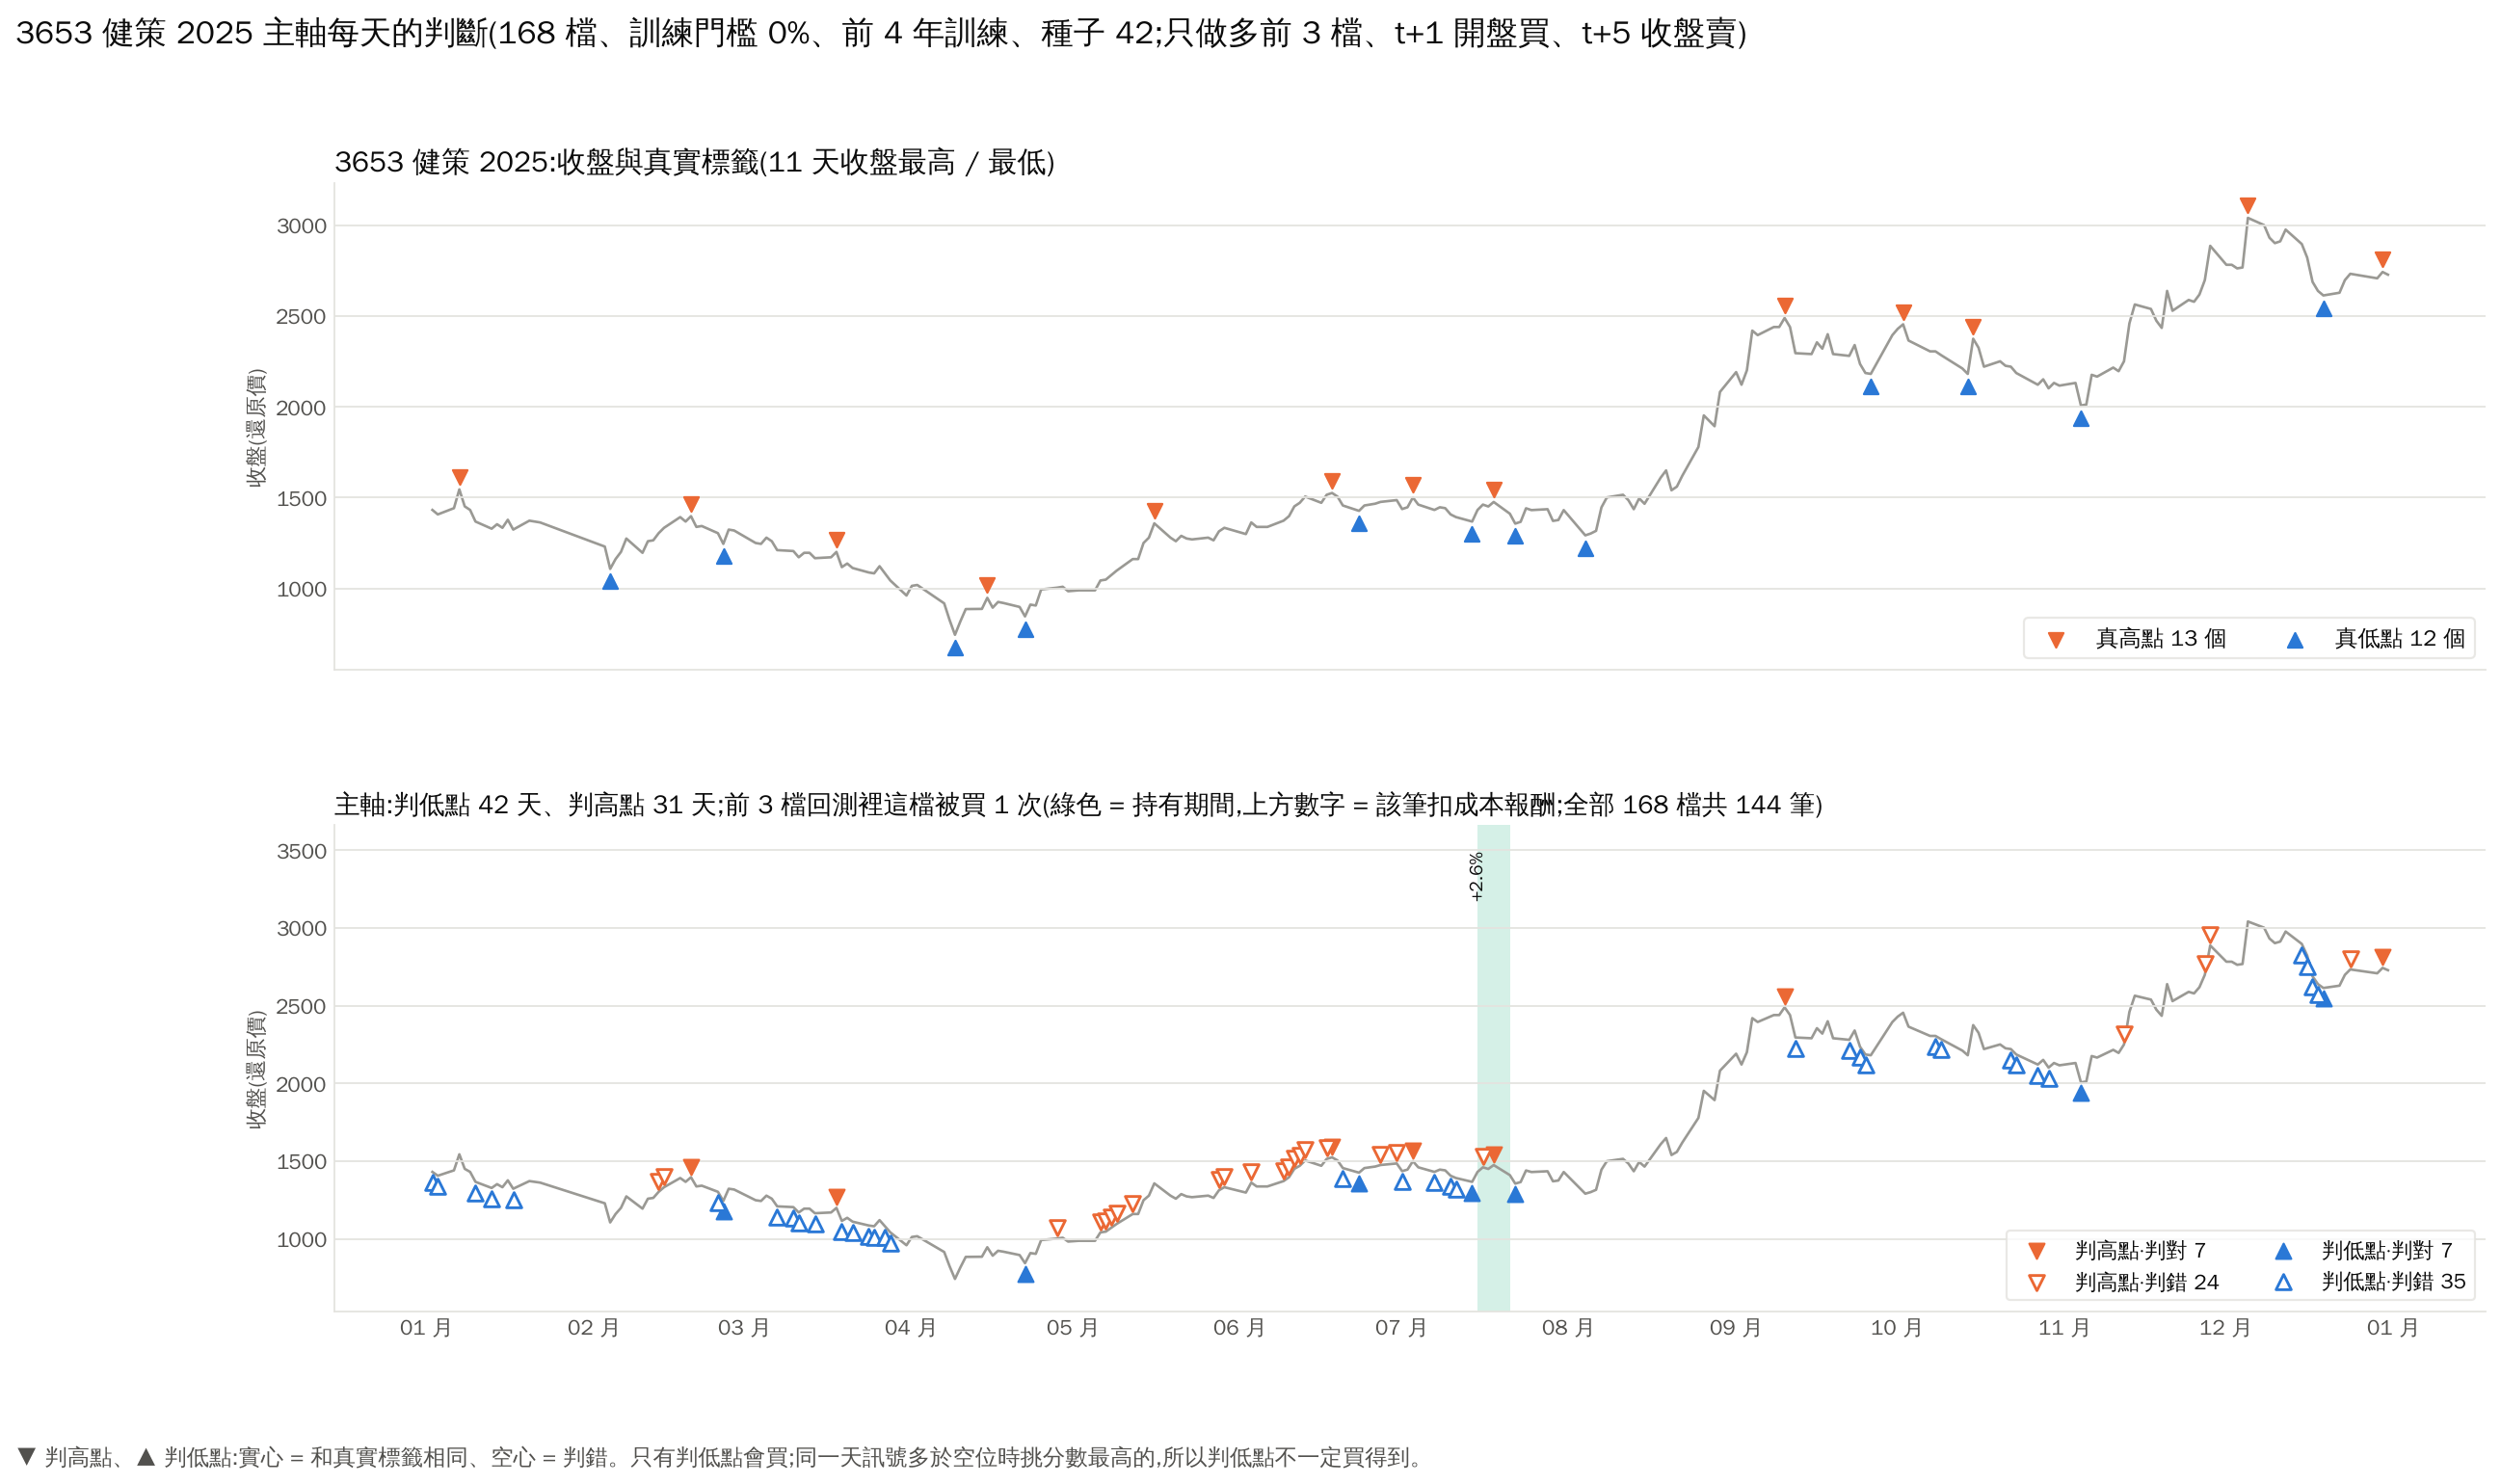 3653 健策 2025 主軸每天的判斷(168 檔、訓練門檻 0%、前 4 年訓練、種子 42;只做多前 3 檔、t+1 開盤買、t+5 收盤賣)
3653 健策 2025:收盤與真實標籤(11 天收盤最高 / 最低)
收盤(還原價)
3000
2500
2000
1500
1000
真高點 13 個
真低點 12 個
主軸:判低點 42 天、判高點 31 天;前 3 檔回測裡這檔被買 1 次(綠色 = 持有期間,上方數字 = 該筆扣成本報酬;全部 168 檔共 144 筆)
收盤(還原價)
3500
3000
2500
2000
1500
1000
+2.6%
判高點·判對 7
判低點·判對 7
判高點·判錯 24
判低點·判錯 35
01 月
02 月
03 月
04 月
05 月
06 月
07 月
08 月
09 月
10 月
11 月
12 月
01 月
▼ 判高點、▲ 判低點:實心 = 和真實標籤相同、空心 = 判錯。只有判低點會買;同一天訊號多於空位時挑分數最高的,所以判低點不一定買得到。